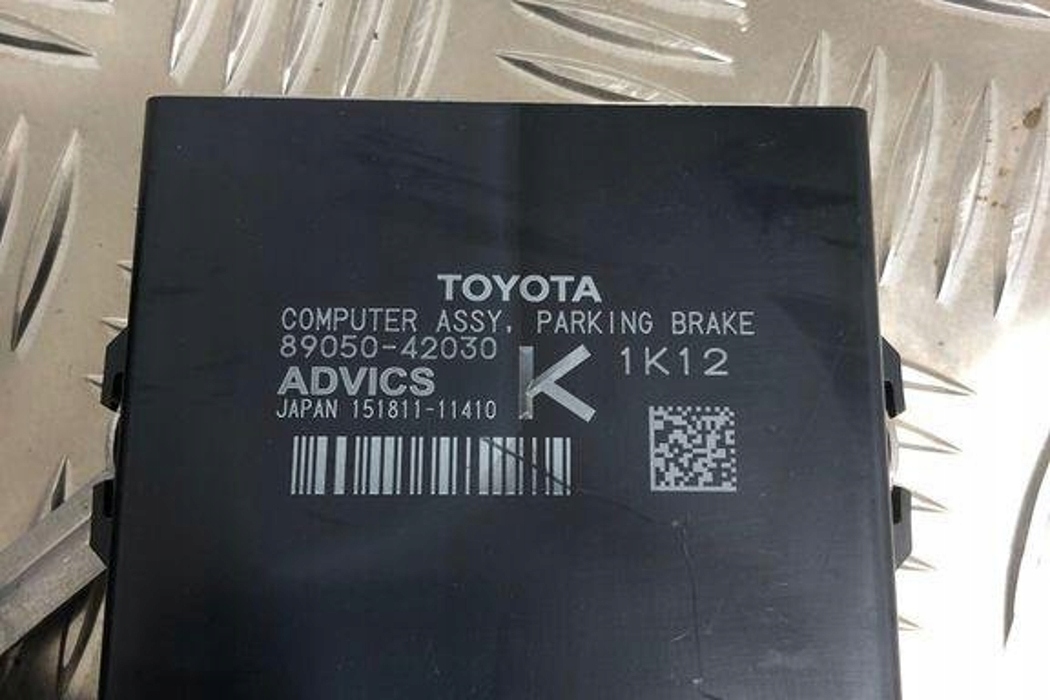 TOYOTA
COMPUTER ASSY, PARKING BRAKE
89050-42030 K 1K12
ADVICS
JAPAN 151811-11410